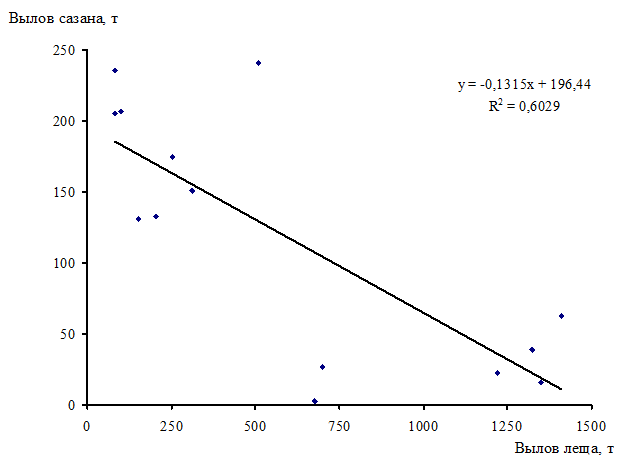 Вылов сазана, т
250
y = -0,1315x + 196,44
R² = 0,6029
200
150
100
50
0
0 250 500 750 1000 1250 1500
Вылов леща, т